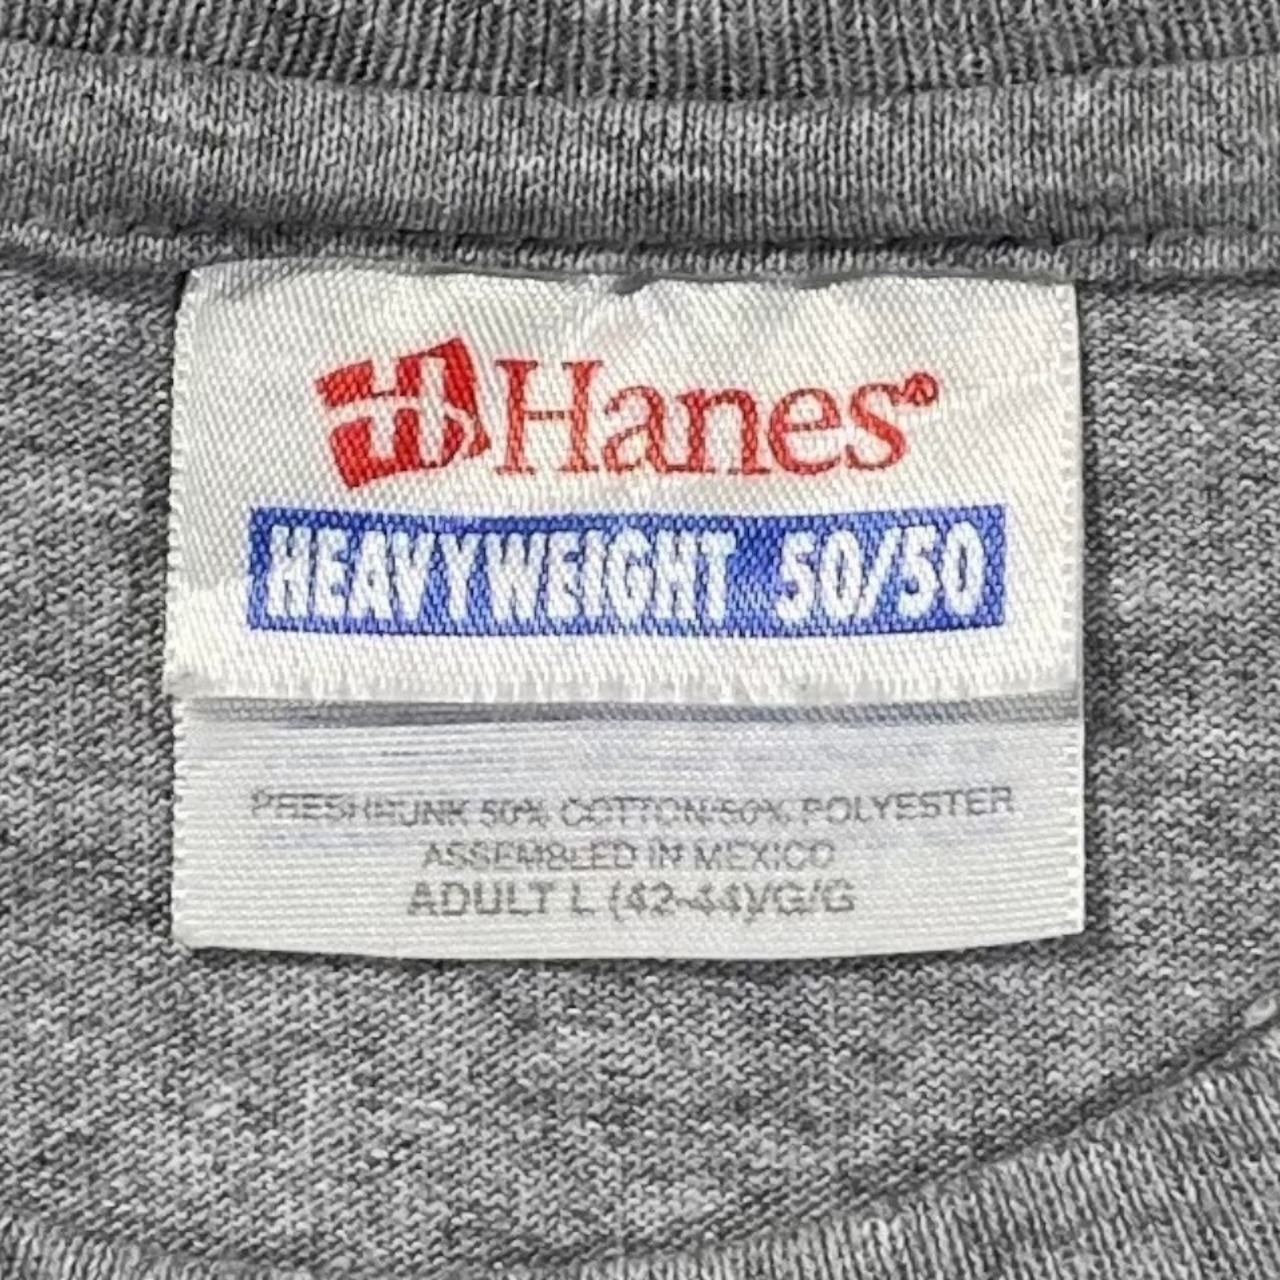 Hanes®
HEAVYWEIGHT 50/50
PRESHRUNK 50% COTTON/50% POLYESTER
ASSEMBLED IN MEXICO
ADULT L (42-44)/G/G